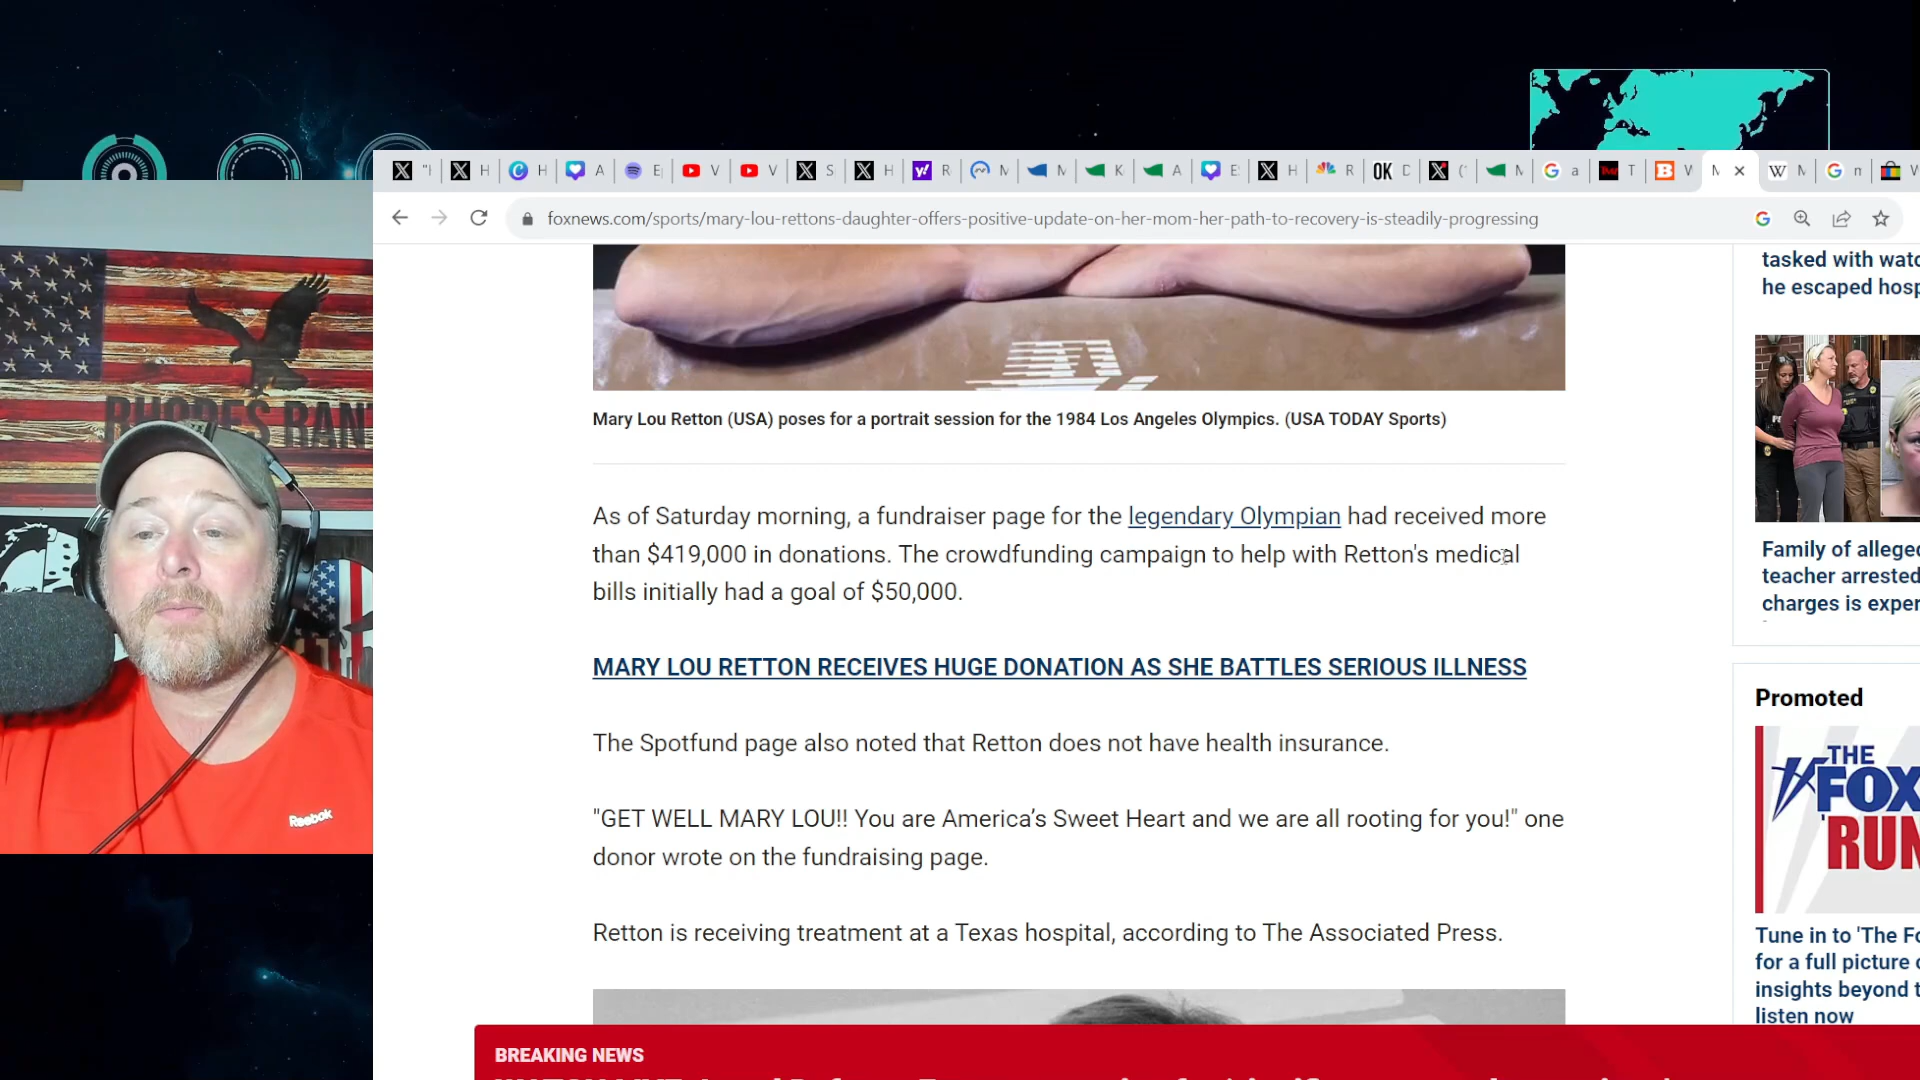 foxnews.com/sports/mary-lou-rettons-daughter-offers-positive-update-on-her-mom-her-path-to-recovery-is-steadily-progressing
RHODES RAN
Reebok
Mary Lou Retton (USA) poses for a portrait session for the 1984 Los Angeles Olympics. (USA TODAY Sports)
As of Saturday morning, a fundraiser page for the legendary Olympian had received more
than $419,000 in donations. The crowdfunding campaign to help with Retton's medical
bills initially had a goal of $50,000.
MARY LOU RETTON RECEIVES HUGE DONATION AS SHE BATTLES SERIOUS ILLNESS
The Spotfund page also noted that Retton does not have health insurance.
"GET WELL MARY LOU!! You are America’s Sweet Heart and we are all rooting for you!" one
donor wrote on the fundraising page.
Retton is receiving treatment at a Texas hospital, according to The Associated Press.
tasked with watc
he escaped hosp
Family of alleged
teacher arrested
charges is exper
Promoted
THE
FOX
RUN
Tune in to 'The Fo
for a full picture o
insights beyond t
listen now
BREAKING NEWS